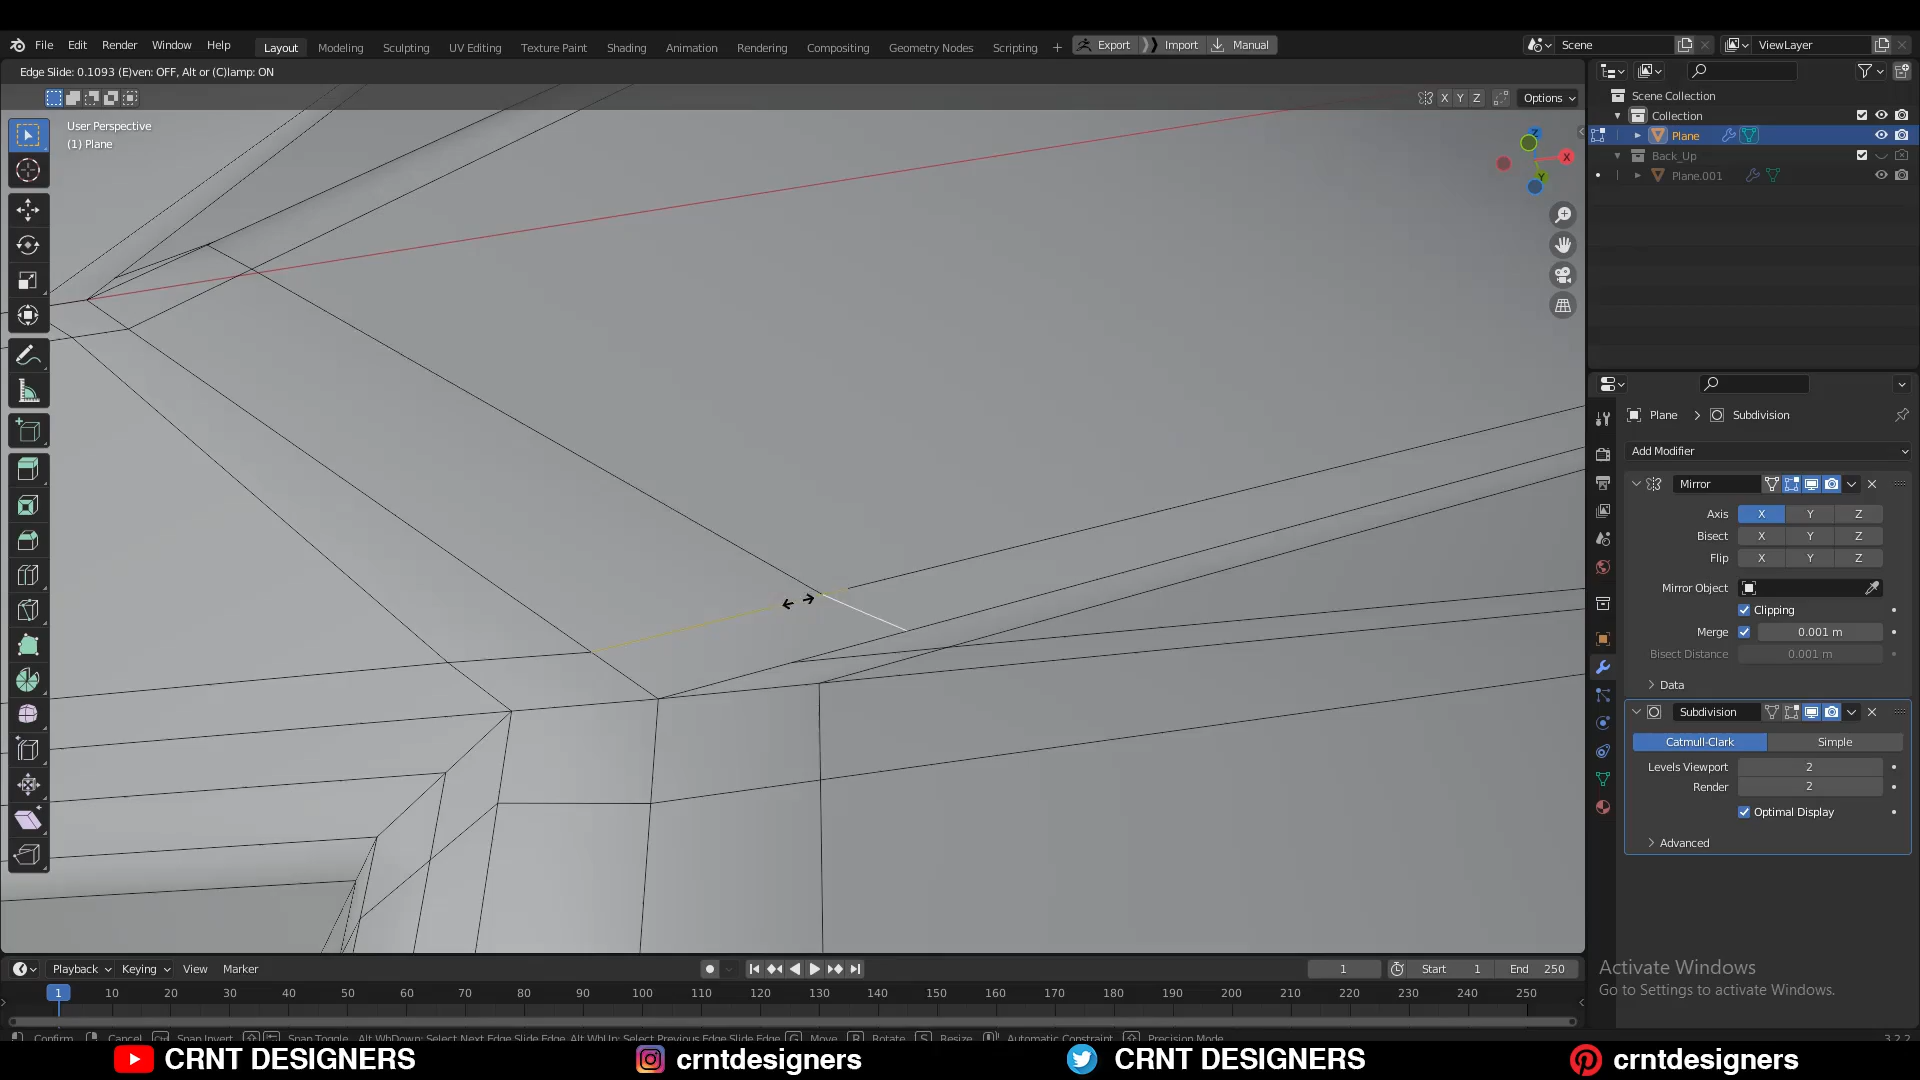 File Edit Render Window Help Layout Modeling Sculpting UV Editing Texture Paint Shading Animation Rendering Compositing Geometry Nodes Scripting + Export Import Manual Scene ViewLayer
Edge Slide: 0.1093 (E)ven: OFF, Alt or (C)lamp: ON
X Y Z Options
User Perspective
(1) Plane
Z
X
Y
Scene Collection
Collection
Plane
Back_Up
Plane.001
Plane > Subdivision
Add Modifier
Mirror
Axis X Y Z
Bisect X Y Z
Flip X Y Z
Mirror Object
Clipping
Merge 0.001 m
Bisect Distance 0.001 m
Data
Subdivision
Catmull-Clark Simple
Levels Viewport 2
Render 2
Optimal Display
Advanced
Activate Windows
Go to Settings to activate Windows.
Playback Keying View Marker 1 Start 1 End 250
1 10 20 30 40 50 60 70 80 90 100 110 120 130 140 150 160 170 180 190 200 210 220 230 240 250
Confirm Cancel Snap Invert Snap Toggle Alt WhDown: Select Next Edge Slide Edge, Alt WhUp: Select Previous Edge Slide Edge G Move R Rotate S Resize Automatic Constraint Precision Mode 3.2.2
CRNT DESIGNERS crntdesigners CRNT DESIGNERS crntdesigners